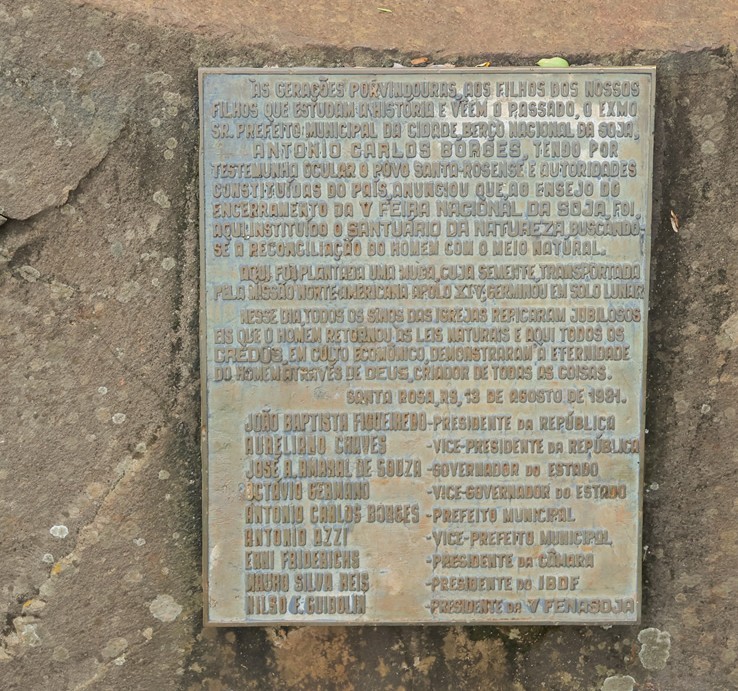 ÀS GERAÇÕES PORVINDOURAS, AOS FILHOS DOS NOSSOS
FILHOS QUE ESTUDAM A HISTÓRIA E VÊEM O PASSADO, O EXMO
SR. PREFEITO MUNICIPAL DA CIDADE BERÇO NACIONAL DA SOJA,
ANTONIO CARLOS BORGES, TENDO POR
TESTEMUNHA OCULAR O POVO SANTA-ROSENSE E AUTORIDADES
CONSTITUÍDAS DO PAÍS, ANUNCIOU QUE, AO ENSEJO DO
ENCERRAMENTO DA V FEIRA NACIONAL DA SOJA, FOI,
AQUI, INSTITUÍDO O SANTUÁRIO DA NATUREZA, BUSCANDO-
SE A RECONCILIAÇÃO DO HOMEM COM O MEIO NATURAL.
AQUI FOI PLANTADA UMA MUDA, CUJA SEMENTE, TRANSPORTADA
PELA MISSÃO NORTE-AMERICANA APOLO XIV, GERMINOU EM SOLO LUNAR
NESSE DIA, TODOS OS SINOS DAS IGREJAS REPICARAM JUBILOSOS
EIS QUE O HOMEM RETORNOU ÀS LEIS NATURAIS E AQUI TODOS OS
CREDOS, EM CULTO ECONÔMICO, DEMONSTRARAM A ETERNIDADE
DO HOMEM ATRAVÉS DE DEUS, CRIADOR DE TODAS AS COISAS.
SANTA ROSA, RS, 13 DE AGOSTO DE 1981.
JOÃO BAPTISTA FIGUEIREDO - PRESIDENTE DA REPÚBLICA
AURELIANO CHAVES - VICE-PRESIDENTE DA REPÚBLICA
JOSÉ A. AMARAL DE SOUZA - GOVERNADOR DO ESTADO
OCTÁVIO GERMANO - VICE-GOVERNADOR DO ESTADO
ANTONIO CARLOS BORGES - PREFEITO MUNICIPAL
ANTONIO AZZI - VICE-PREFEITO MUNICIPAL
ERNI FRIDERICHS - PRESIDENTE DA CÂMARA
MAURO SILVA REIS - PRESIDENTE DO IBDF
NILSO F. GUIDOLIN - PRESIDENTE DA V FENASOJA